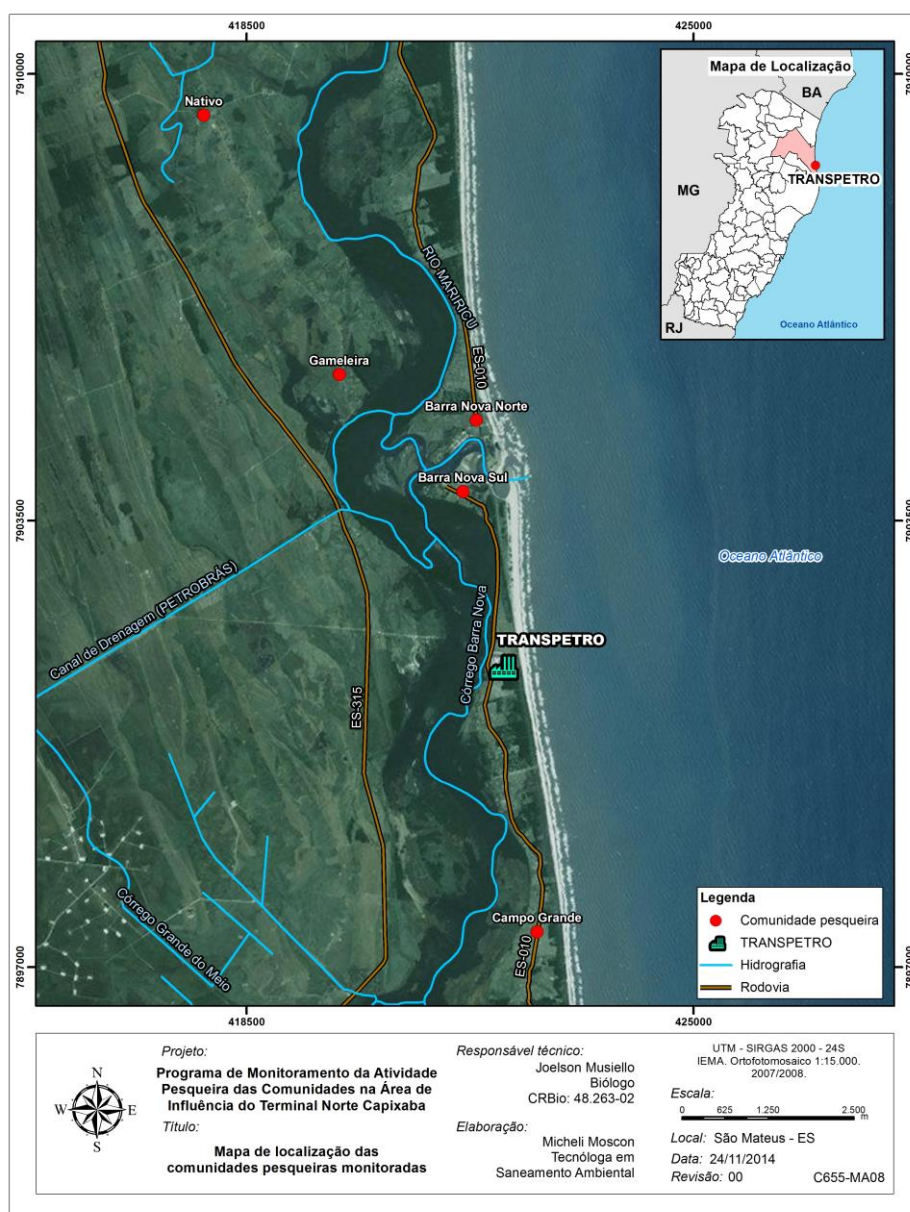 418500
425000
7910000
7910000
Mapa de Localização
BA
MG
TRANSPETRO
RJ
Oceano Atlântico
Nativo
RIO MARIRICU
ES-010
Gameleira
Barra Nova Norte
Barra Nova Sul
7903500
7903500
Oceano Atlântico
Canal de Drenagem (PETROBRÁS)
Córrego Barra Nova
TRANSPETRO
ES-315
Córrego Grande do Meio
Campo Grande
ES-010
Legenda
Comunidade pesqueira
TRANSPETRO
Hidrografia
Rodovia
7897000
7897000
418500
425000
N
W
E
S
Projeto:
Programa de Monitoramento da Atividade
Pesqueira das Comunidades na Área de
Influência do Terminal Norte Capixaba
Título:
Mapa de localização das
comunidades pesqueiras monitoradas
Responsável técnico:
Joelson Musiello
Biólogo
CRBio: 48.263-02
Elaboração:
Micheli Moscon
Tecnóloga em
Saneamento Ambiental
UTM - SIRGAS 2000 - 24S
IEMA. Ortofotomosaico 1:15.000.
2007/2008.
Escala:
0 625 1.250 2.500
m
Local: São Mateus - ES
Data: 24/11/2014
Revisão: 00 C655-MA08